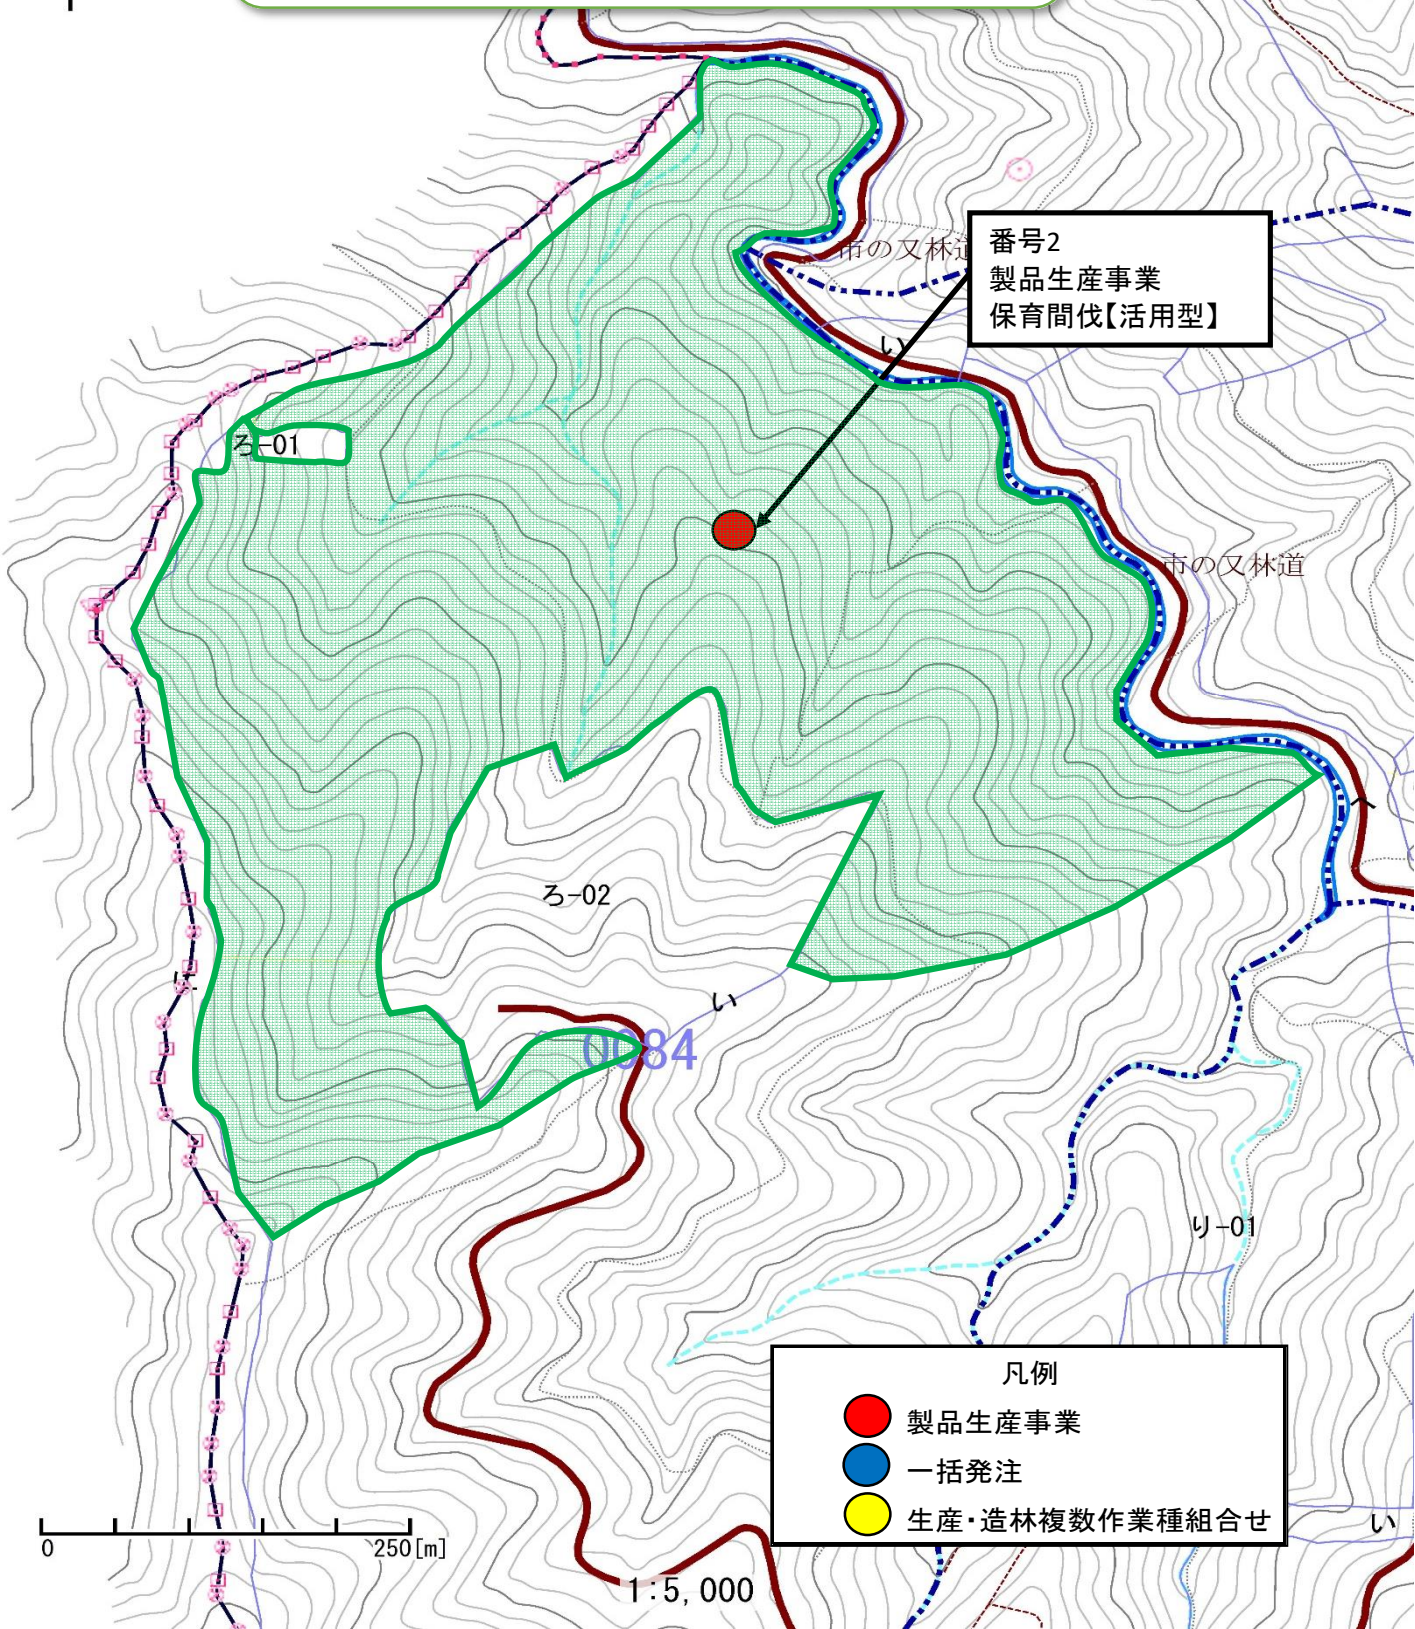 市の又林道
番号2
製品生産事業
保育間伐【活用型】
い
ろ-01
市の又林道
へ
ろ-02
に
い
0084
り-01
凡例
製品生産事業
一括発注
生産・造林複数作業種組合せ
い
0
250[m]
1:5,000